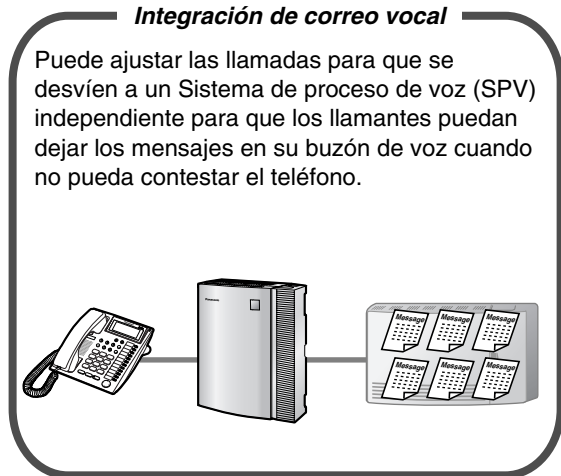 Integración de correo vocal
Puede ajustar las llamadas para que se
desvíen a un Sistema de proceso de voz (SPV)
independiente para que los llamantes puedan
dejar los mensajes en su buzón de voz cuando
no pueda contestar el teléfono.
Panasonic
Message Message Message
Message Message Message